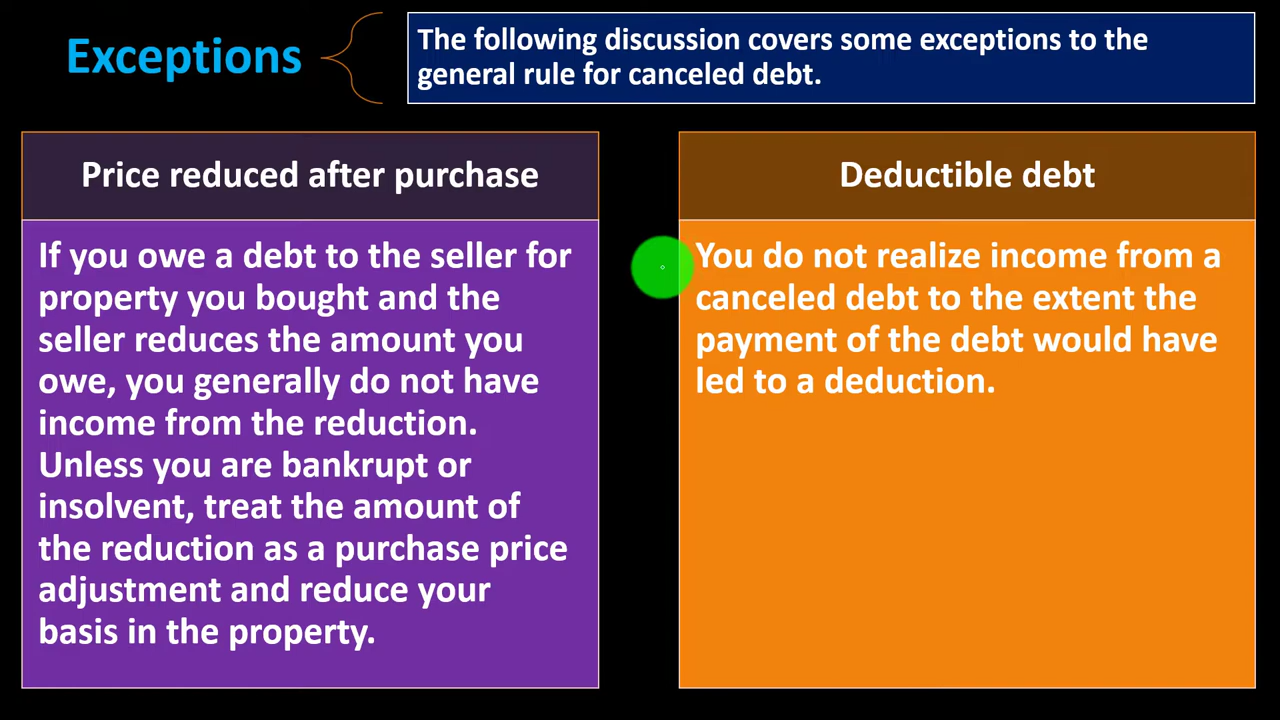 Exceptions
The following discussion covers some exceptions to the
general rule for canceled debt.
Price reduced after purchase
If you owe a debt to the seller for
property you bought and the
seller reduces the amount you
owe, you generally do not have
income from the reduction.
Unless you are bankrupt or
insolvent, treat the amount of
the reduction as a purchase price
adjustment and reduce your
basis in the property.
Deductible debt
You do not realize income from a
canceled debt to the extent the
payment of the debt would have
led to a deduction.